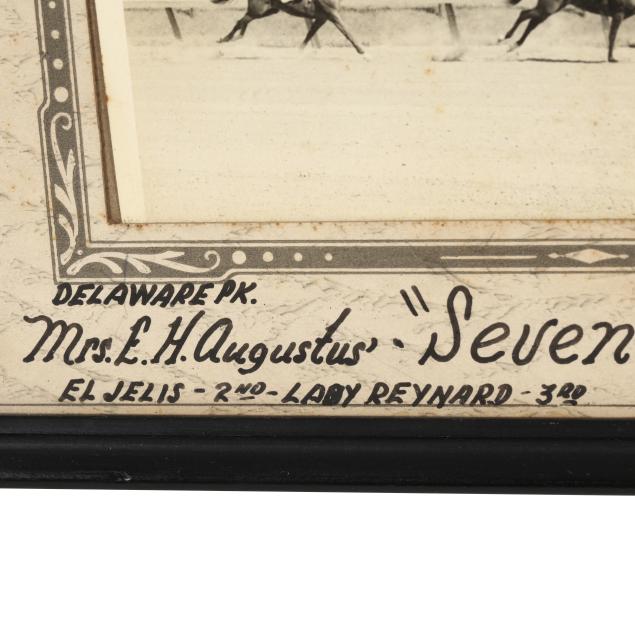 DELAWARE PK.
Mrs. E. H. Augustus' · "Seven
EL JELIS - 2ND - LADY REYNARD - 3RD